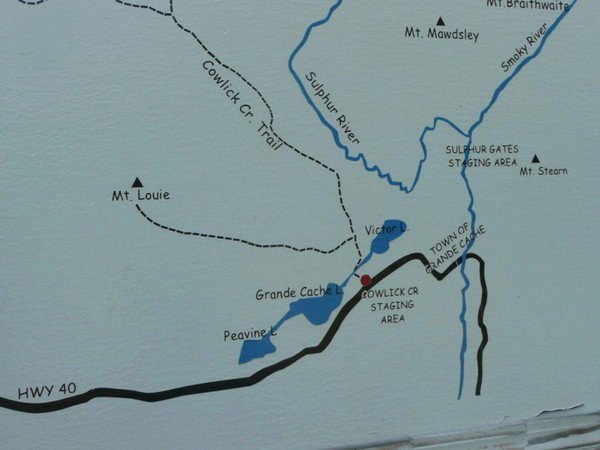 Mt. Braithwaite
Mt. Mawdsley
Smoky River
Cowlick Cr. Trail
Sulphur River
SULPHUR GATES
STAGING AREA
Mt. Stearn
Mt. Louie
Victor L.
TOWN OF
GRANDE CACHE
Grande Cache L.
COWLICK CR
STAGING
AREA
Peavine L
HWY 40